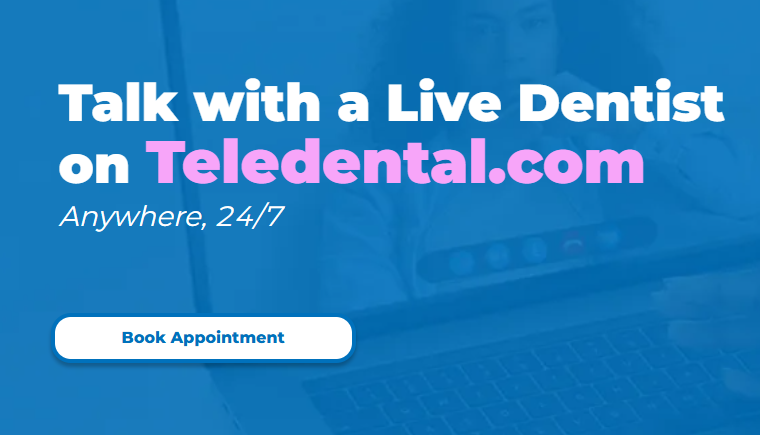 Talk with a Live Dentist
on Teledental.com
Anywhere, 24/7
Book Appointment